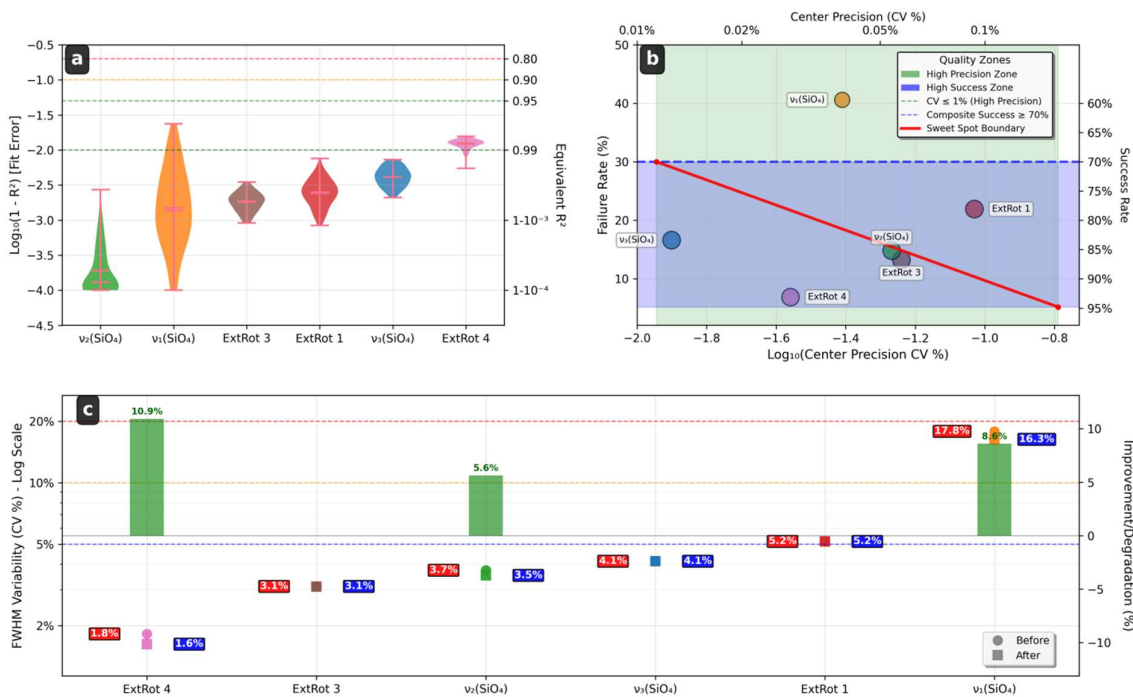 a
−0.5
−1.0
−1.5
−2.0
−2.5
−3.0
−3.5
−4.0
−4.5
Log₁₀(1 - R²) [Fit Error]
0.80
0.90
0.95
0.99
1-10⁻³
1-10⁻⁴
Equivalent R²
ν₂(SiO₄) ν₁(SiO₄) ExtRot 3 ExtRot 1 ν₃(SiO₄) ExtRot 4
Center Precision (CV %)
0.01% 0.02% 0.05% 0.1%
b
50
40
30
20
10
Failure Rate (%)
Quality Zones
High Precision Zone
High Success Zone
CV ≤ 1% (High Precision)
Composite Success ≥ 70%
Sweet Spot Boundary
ν₁(SiO₄)
ExtRot 1
ν₃(SiO₄)
ν₂(SiO₄)
ExtRot 3
ExtRot 4
60%
65%
70%
75%
80%
85%
90%
95%
Success Rate
−2.0 −1.8 −1.6 −1.4 −1.2 −1.0 −0.8
Log₁₀(Center Precision CV %)
c
20%
10%
5%
2%
FWHM Variability (CV %) - Log Scale
10.9%
5.6%
8.6%
17.8%
16.3%
5.2% 5.2%
4.1% 4.1%
3.7% 3.5%
3.1% 3.1%
1.8% 1.6%
Before
After
10
5
0
−5
−10
Improvement/Degradation (%)
ExtRot 4 ExtRot 3 ν₂(SiO₄) ν₃(SiO₄) ExtRot 1 ν₁(SiO₄)